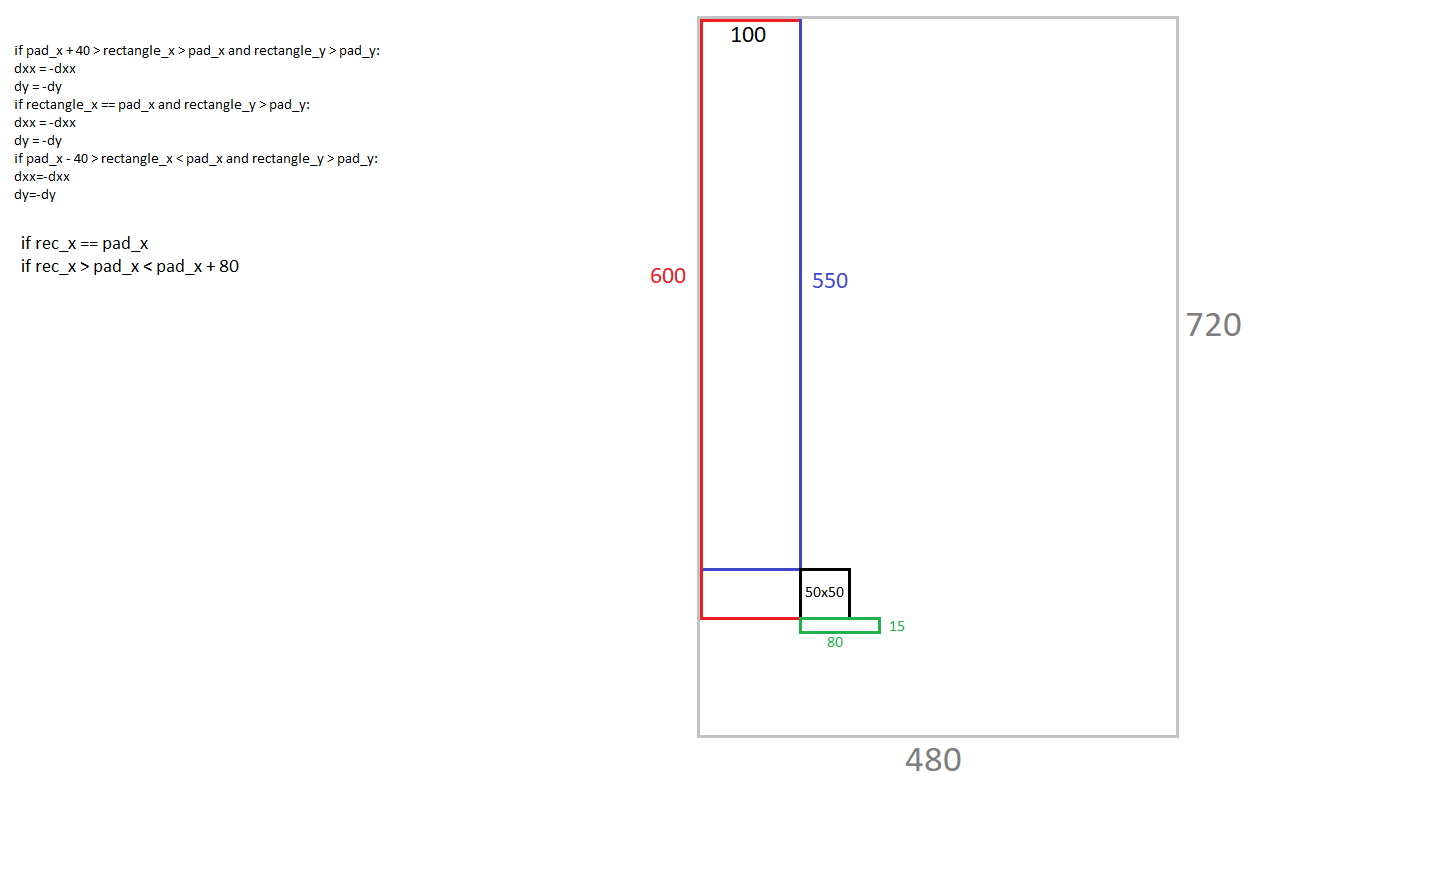 if pad_x + 40 > rectangle_x > pad_x and rectangle_y > pad_y:
dxx = -dxx
dy = -dy
if rectangle_x == pad_x and rectangle_y > pad_y:
dxx = -dxx
dy = -dy
if pad_x - 40 > rectangle_x < pad_x and rectangle_y > pad_y:
dxx=-dxx
dy=-dy
if rec_x == pad_x
if rec_x > pad_x < pad_x + 80
100
600
550
720
50x50
15
80
480